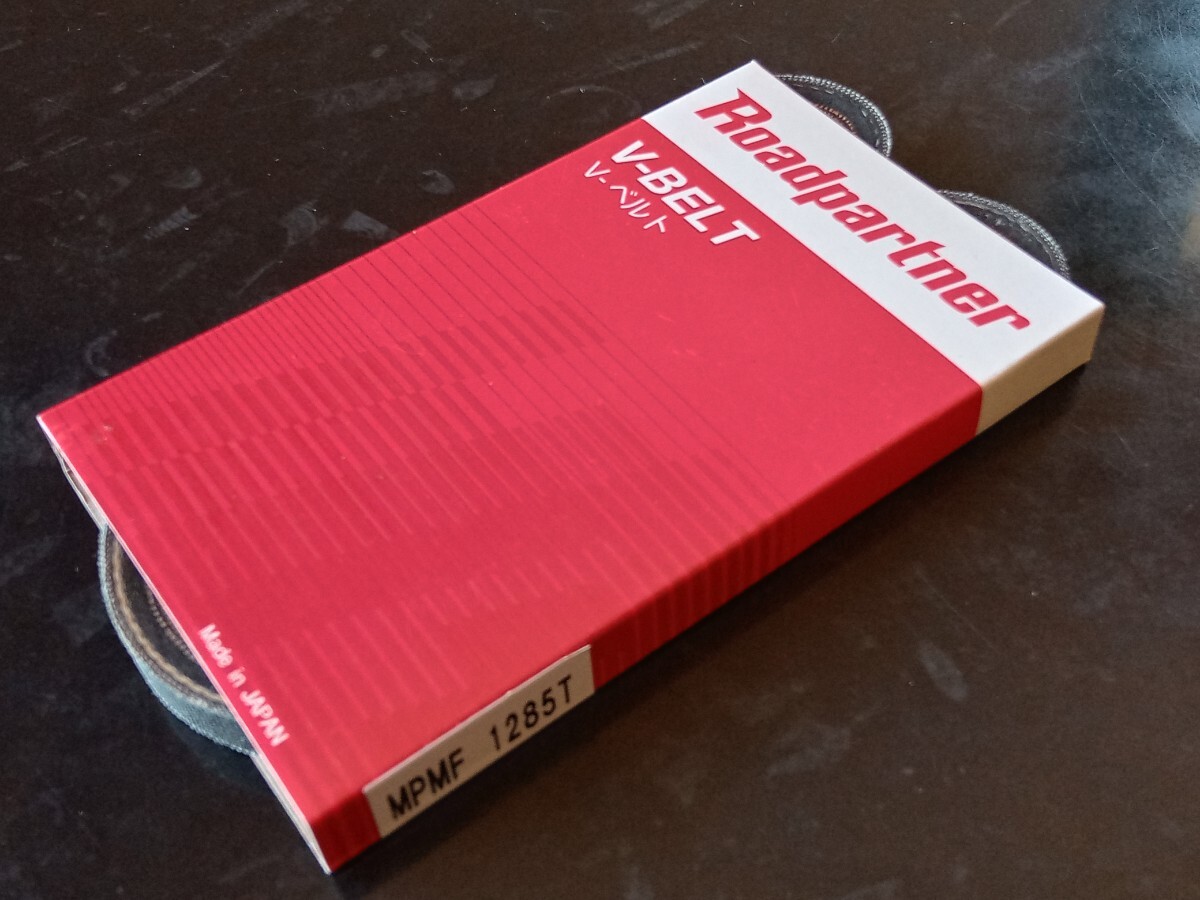 Roadpartner
V-BELT
V-ベルト
Made in JAPAN
MPMF 1285T